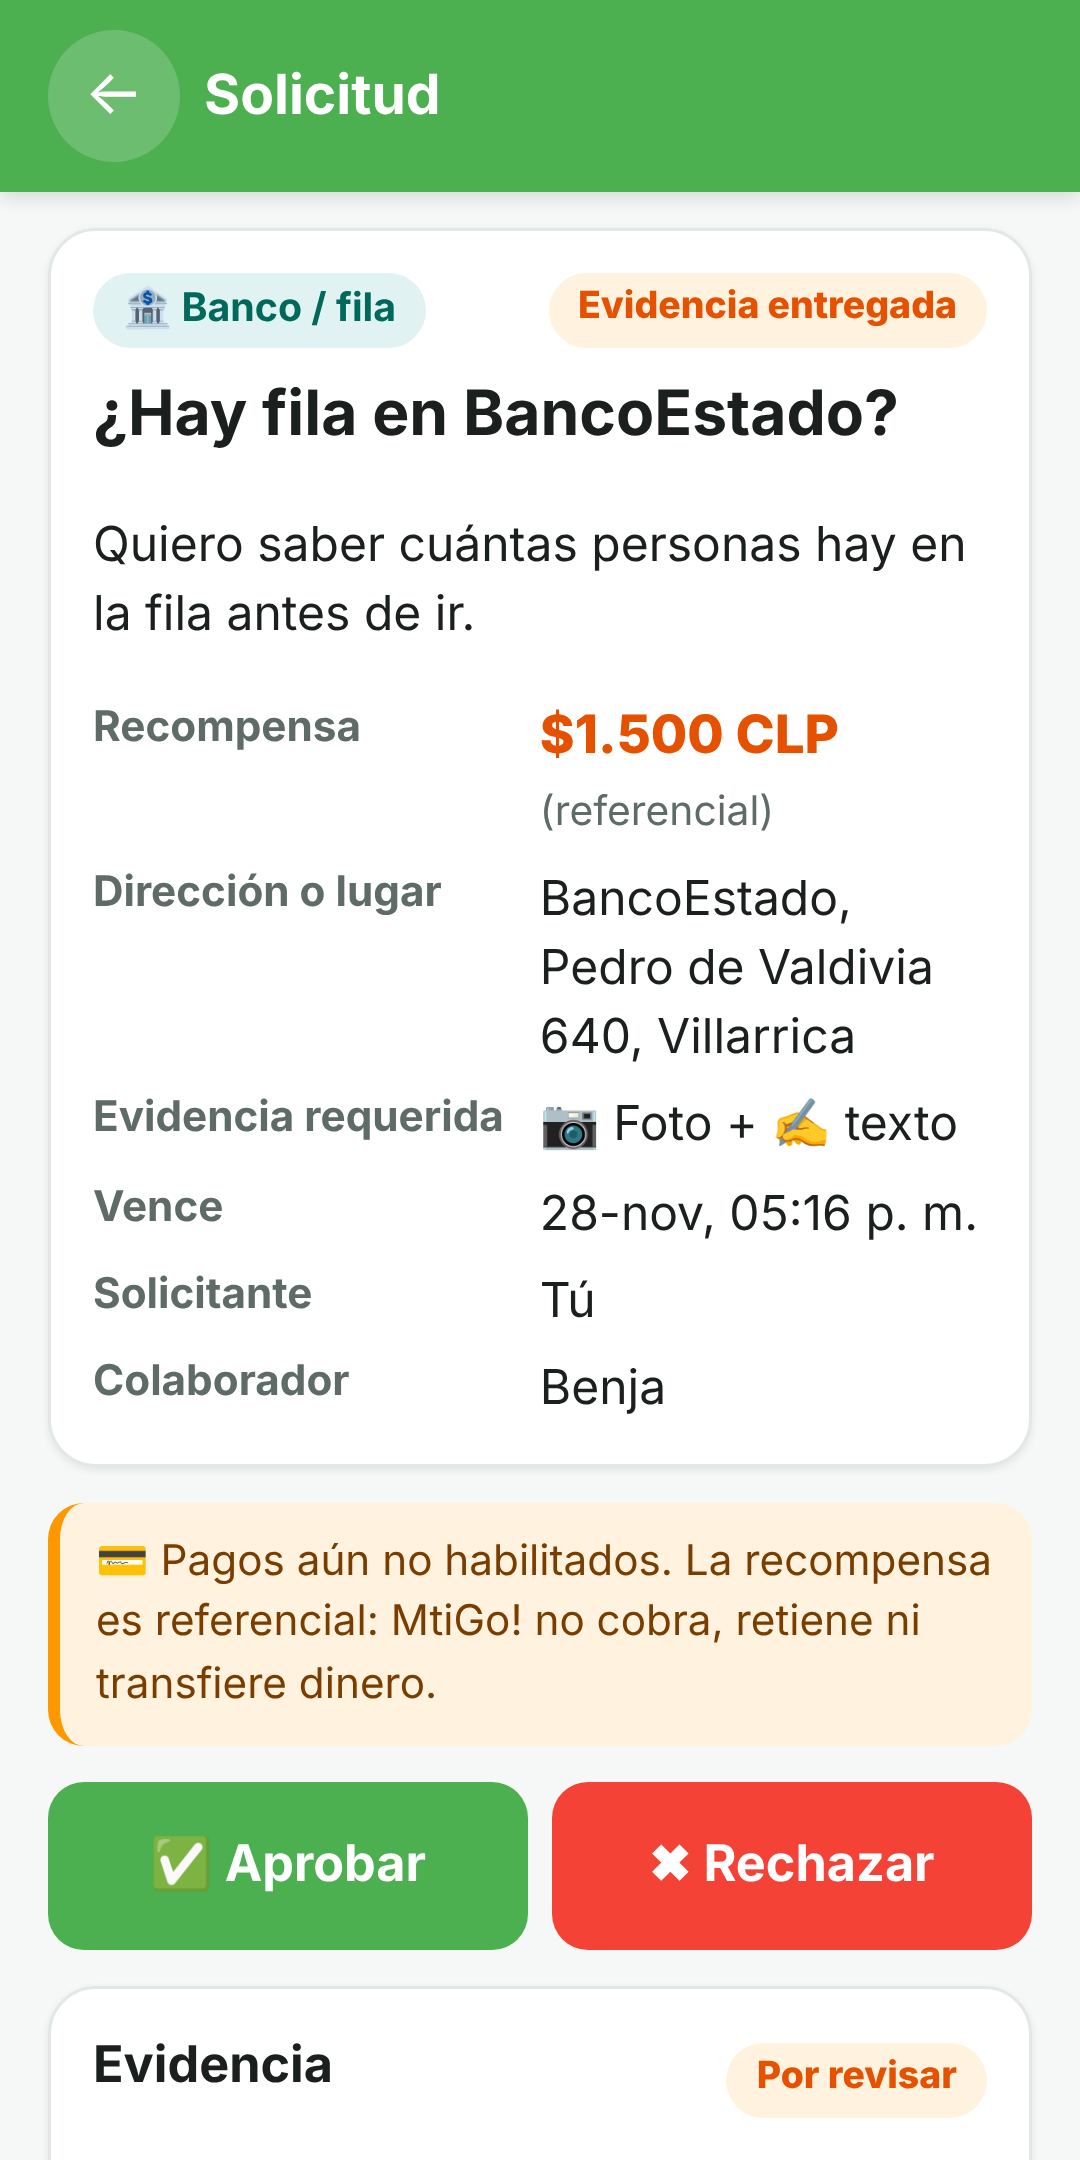 Solicitud
🏦 Banco / fila
Evidencia entregada
¿Hay fila en BancoEstado?
Quiero saber cuántas personas hay en
la fila antes de ir.
Recompensa
$1.500 CLP
(referencial)
Dirección o lugar
BancoEstado,
Pedro de Valdivia
640, Villarrica
Evidencia requerida
📷 Foto + ✍️ texto
Vence
28-nov, 05:16 p. m.
Solicitante
Tú
Colaborador
Benja
💳 Pagos aún no habilitados. La recompensa
es referencial: MtiGo! no cobra, retiene ni
transfiere dinero.
✅ Aprobar
✖ Rechazar
Evidencia
Por revisar